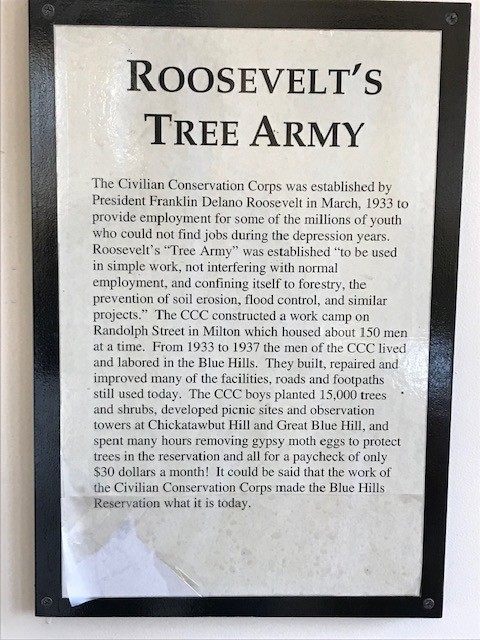 ROOSEVELT'S
TREE ARMY
The Civilian Conservation Corps was established by
President Franklin Delano Roosevelt in March, 1933 to
provide employment for some of the millions of youth
who could not find jobs during the depression years.
Roosevelt's "Tree Army" was established "to be used
in simple work, not interfering with normal
employment, and confining itself to forestry, the
prevention of soil erosion, flood control, and similar
projects." The CCC constructed a work camp on
Randolph Street in Milton which housed about 150 men
at a time. From 1933 to 1937 the men of the CCC lived
and labored in the Blue Hills. They built, repaired and
improved many of the facilities, roads and footpaths
still used today. The CCC boys planted 15,000 trees
and shrubs, developed picnic sites and observation
towers at Chickatawbut Hill and Great Blue Hill, and
spent many hours removing gypsy moth eggs to protect
trees in the reservation and all for a paycheck of only
$30 dollars a month! It could be said that the work of
the Civilian Conservation Corps made the Blue Hills
Reservation what it is today.